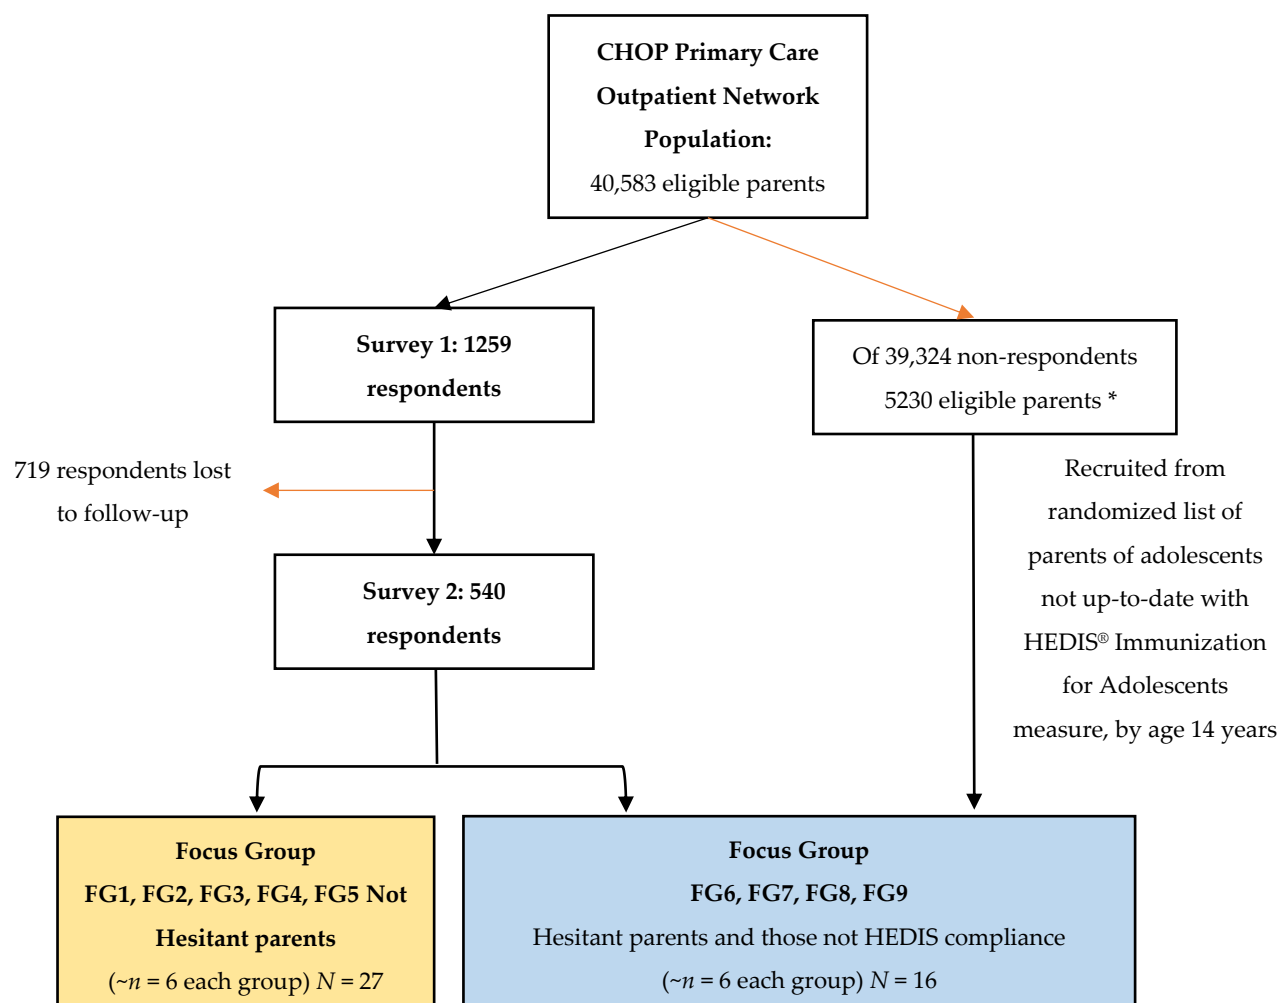 CHOP Primary Care
Outpatient Network
Population:
40,583 eligible parents
Survey 1: 1259
respondents
Of 39,324 non-respondents
5230 eligible parents *
719 respondents lost
to follow-up
Recruited from
randomized list of
parents of adolescents
not up-to-date with
HEDIS® Immunization
for Adolescents
measure, by age 14 years
Survey 2: 540
respondents
Focus Group
FG1, FG2, FG3, FG4, FG5 Not
Hesitant parents
(~n = 6 each group) N = 27
Focus Group
FG6, FG7, FG8, FG9
Hesitant parents and those not HEDIS compliance
(~n = 6 each group) N = 16